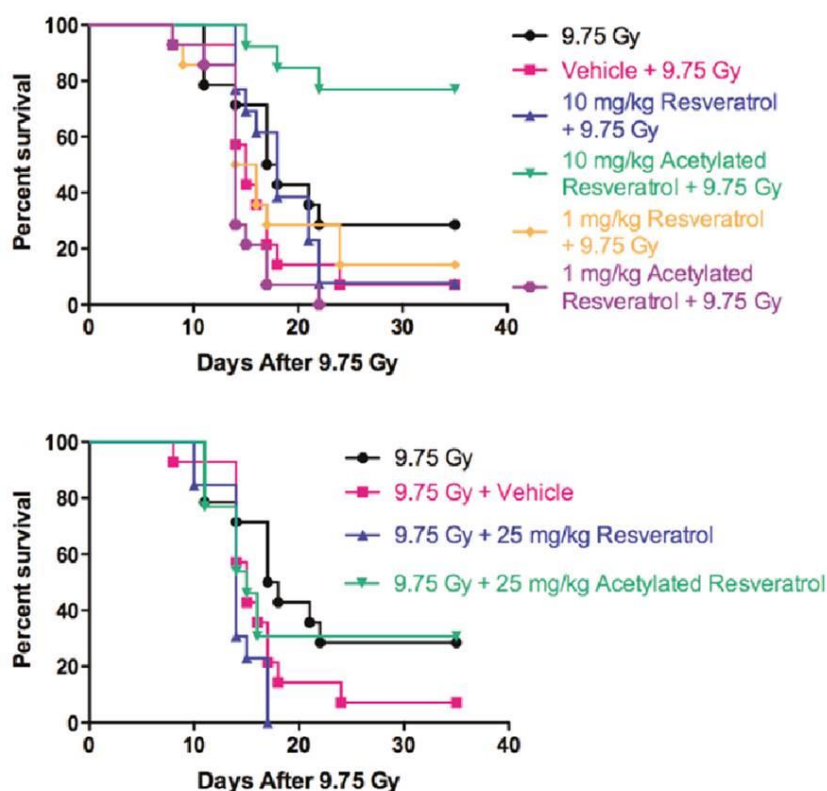 100
80
60
40
20
0
Percent survival
0 10 20 30 40
Days After 9.75 Gy
9.75 Gy
Vehicle + 9.75 Gy
10 mg/kg Resveratrol
+ 9.75 Gy
10 mg/kg Acetylated
Resveratrol + 9.75 Gy
1 mg/kg Resveratrol
+ 9.75 Gy
1 mg/kg Acetylated
Resveratrol + 9.75 Gy
100
80
60
40
20
0
Percent survival
0 10 20 30 40
Days After 9.75 Gy
9.75 Gy
9.75 Gy + Vehicle
9.75 Gy + 25 mg/kg Resveratrol
9.75 Gy + 25 mg/kg Acetylated Resveratrol